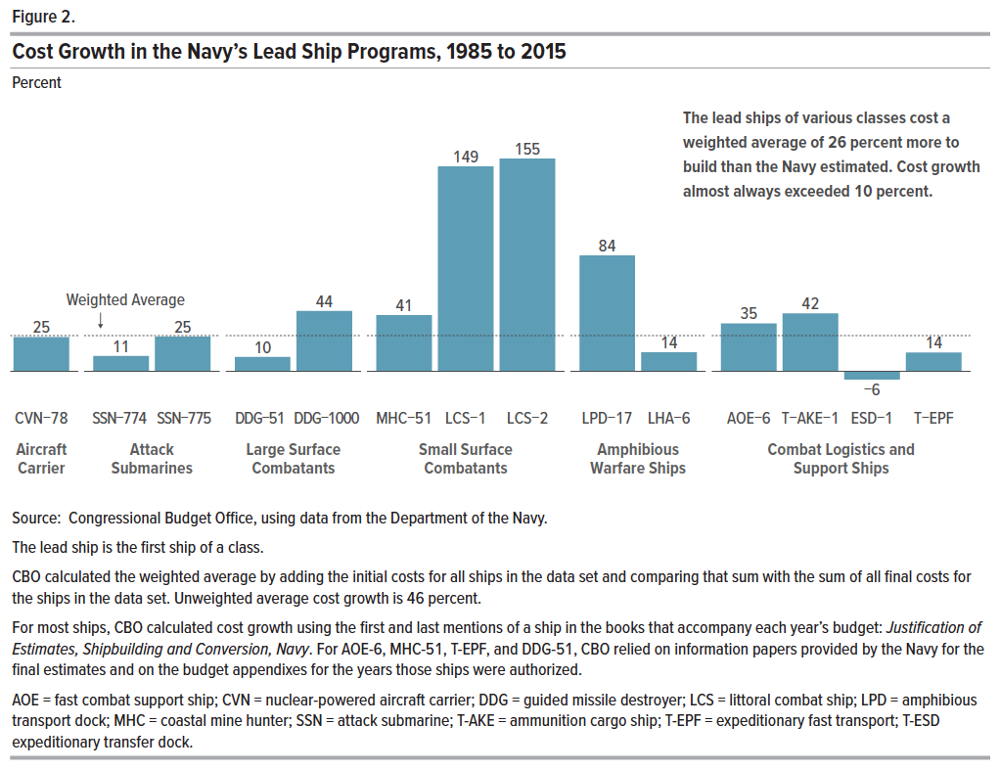 Figure 2.
Cost Growth in the Navy’s Lead Ship Programs, 1985 to 2015
Percent
The lead ships of various classes cost a
weighted average of 26 percent more to
build than the Navy estimated. Cost growth
almost always exceeded 10 percent.
Weighted Average
25 11 25 10 44 41 149 155 84 14 35 42 −6 14
CVN−78 SSN−774 SSN−775 DDG−51 DDG−1000 MHC−51 LCS−1 LCS−2 LPD−17 LHA−6 AOE−6 T−AKE−1 ESD−1 T−EPF
Aircraft
Carrier
Attack
Submarines
Large Surface
Combatants
Small Surface
Combatants
Amphibious
Warfare Ships
Combat Logistics and
Support Ships
Source: Congressional Budget Office, using data from the Department of the Navy.
The lead ship is the first ship of a class.
CBO calculated the weighted average by adding the initial costs for all ships in the data set and comparing that sum with the sum of all final costs for
the ships in the data set. Unweighted average cost growth is 46 percent.
For most ships, CBO calculated cost growth using the first and last mentions of a ship in the books that accompany each year’s budget: Justification of
Estimates, Shipbuilding and Conversion, Navy. For AOE-6, MHC-51, T-EPF, and DDG-51, CBO relied on information papers provided by the Navy for the
final estimates and on the budget appendixes for the years those ships were authorized.
AOE = fast combat support ship; CVN = nuclear-powered aircraft carrier; DDG = guided missile destroyer; LCS = littoral combat ship; LPD = amphibious
transport dock; MHC = coastal mine hunter; SSN = attack submarine; T-AKE = ammunition cargo ship; T-EPF = expeditionary fast transport; T-ESD
expeditionary transfer dock.